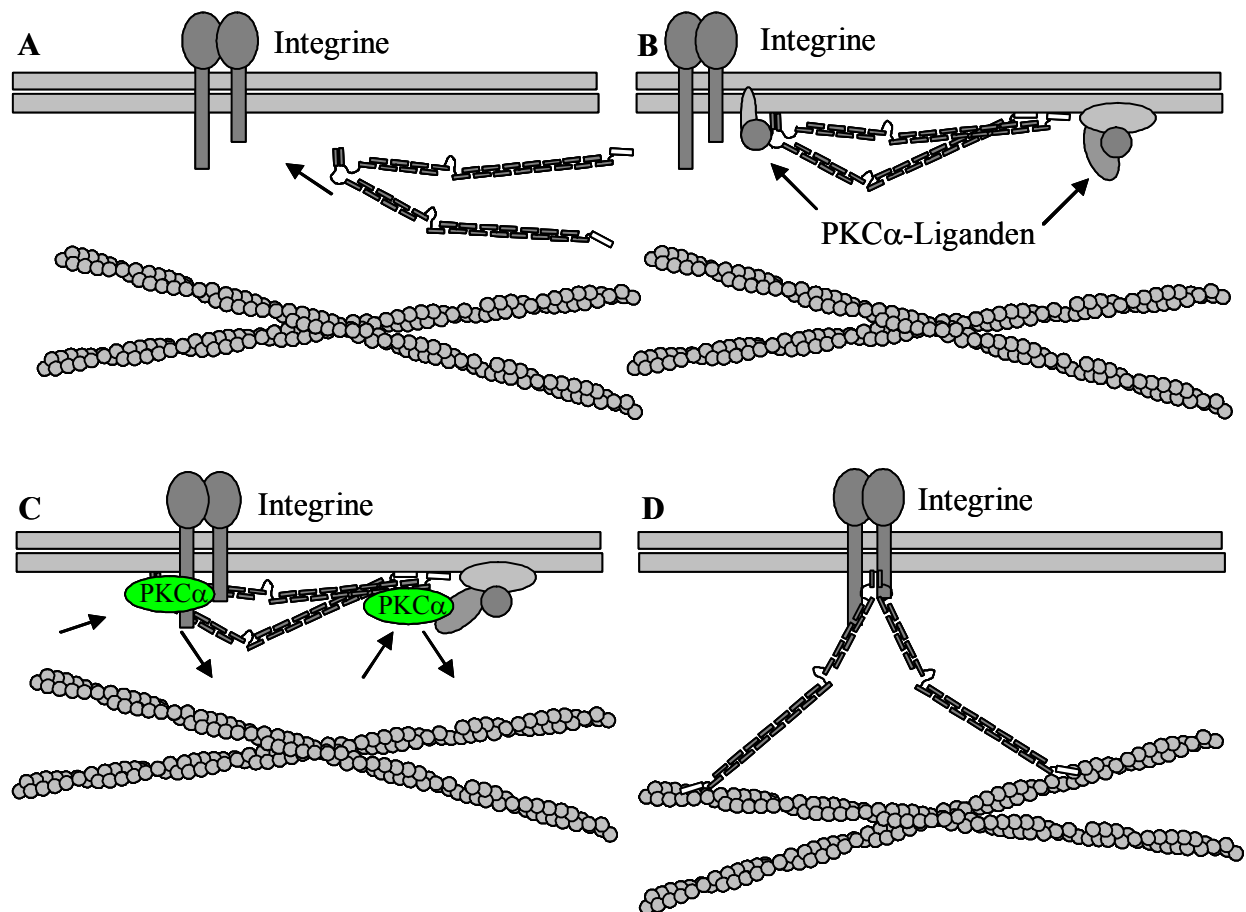 A
Integrine
B
Integrine
PKCα-Liganden
C
Integrine
PKCα
PKCα
D
Integrine